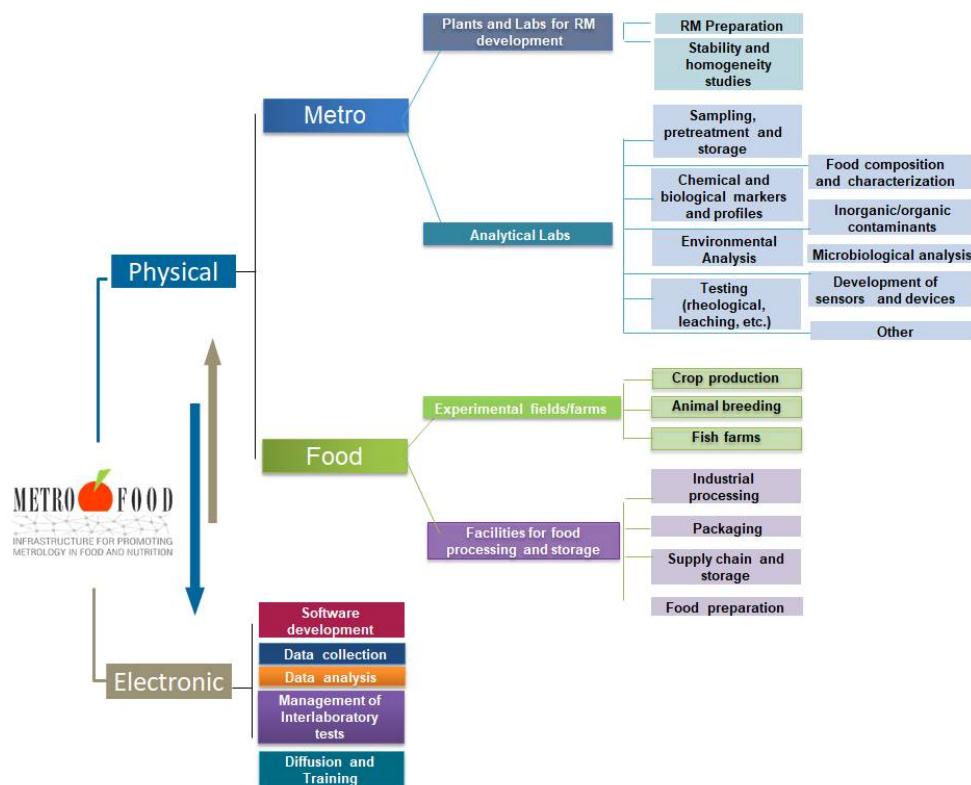 Plants and Labs for RM
development
RM Preparation
Stability and
homogeneity
studies
Metro
Sampling,
pretreatment and
storage
Food composition
and characterization
Chemical and
biological markers
and profiles
Inorganic/organic
contaminants
Analytical Labs
Environmental
Analysis
Microbiological analysis
Testing
(rheological,
leaching, etc.)
Development of
sensors and devices
Other
Physical
Experimental fields/farms
Crop production
Animal breeding
Fish farms
Food
Facilities for food
processing and storage
Industrial
processing
Packaging
Supply chain and
storage
Food preparation
METRO FOOD
INFRASTRUCTURE FOR PROMOTING
METROLOGY IN FOOD AND NUTRITION
Electronic
Software
development
Data collection
Data analysis
Management of
Interlaboratory
tests
Diffusion and
Training